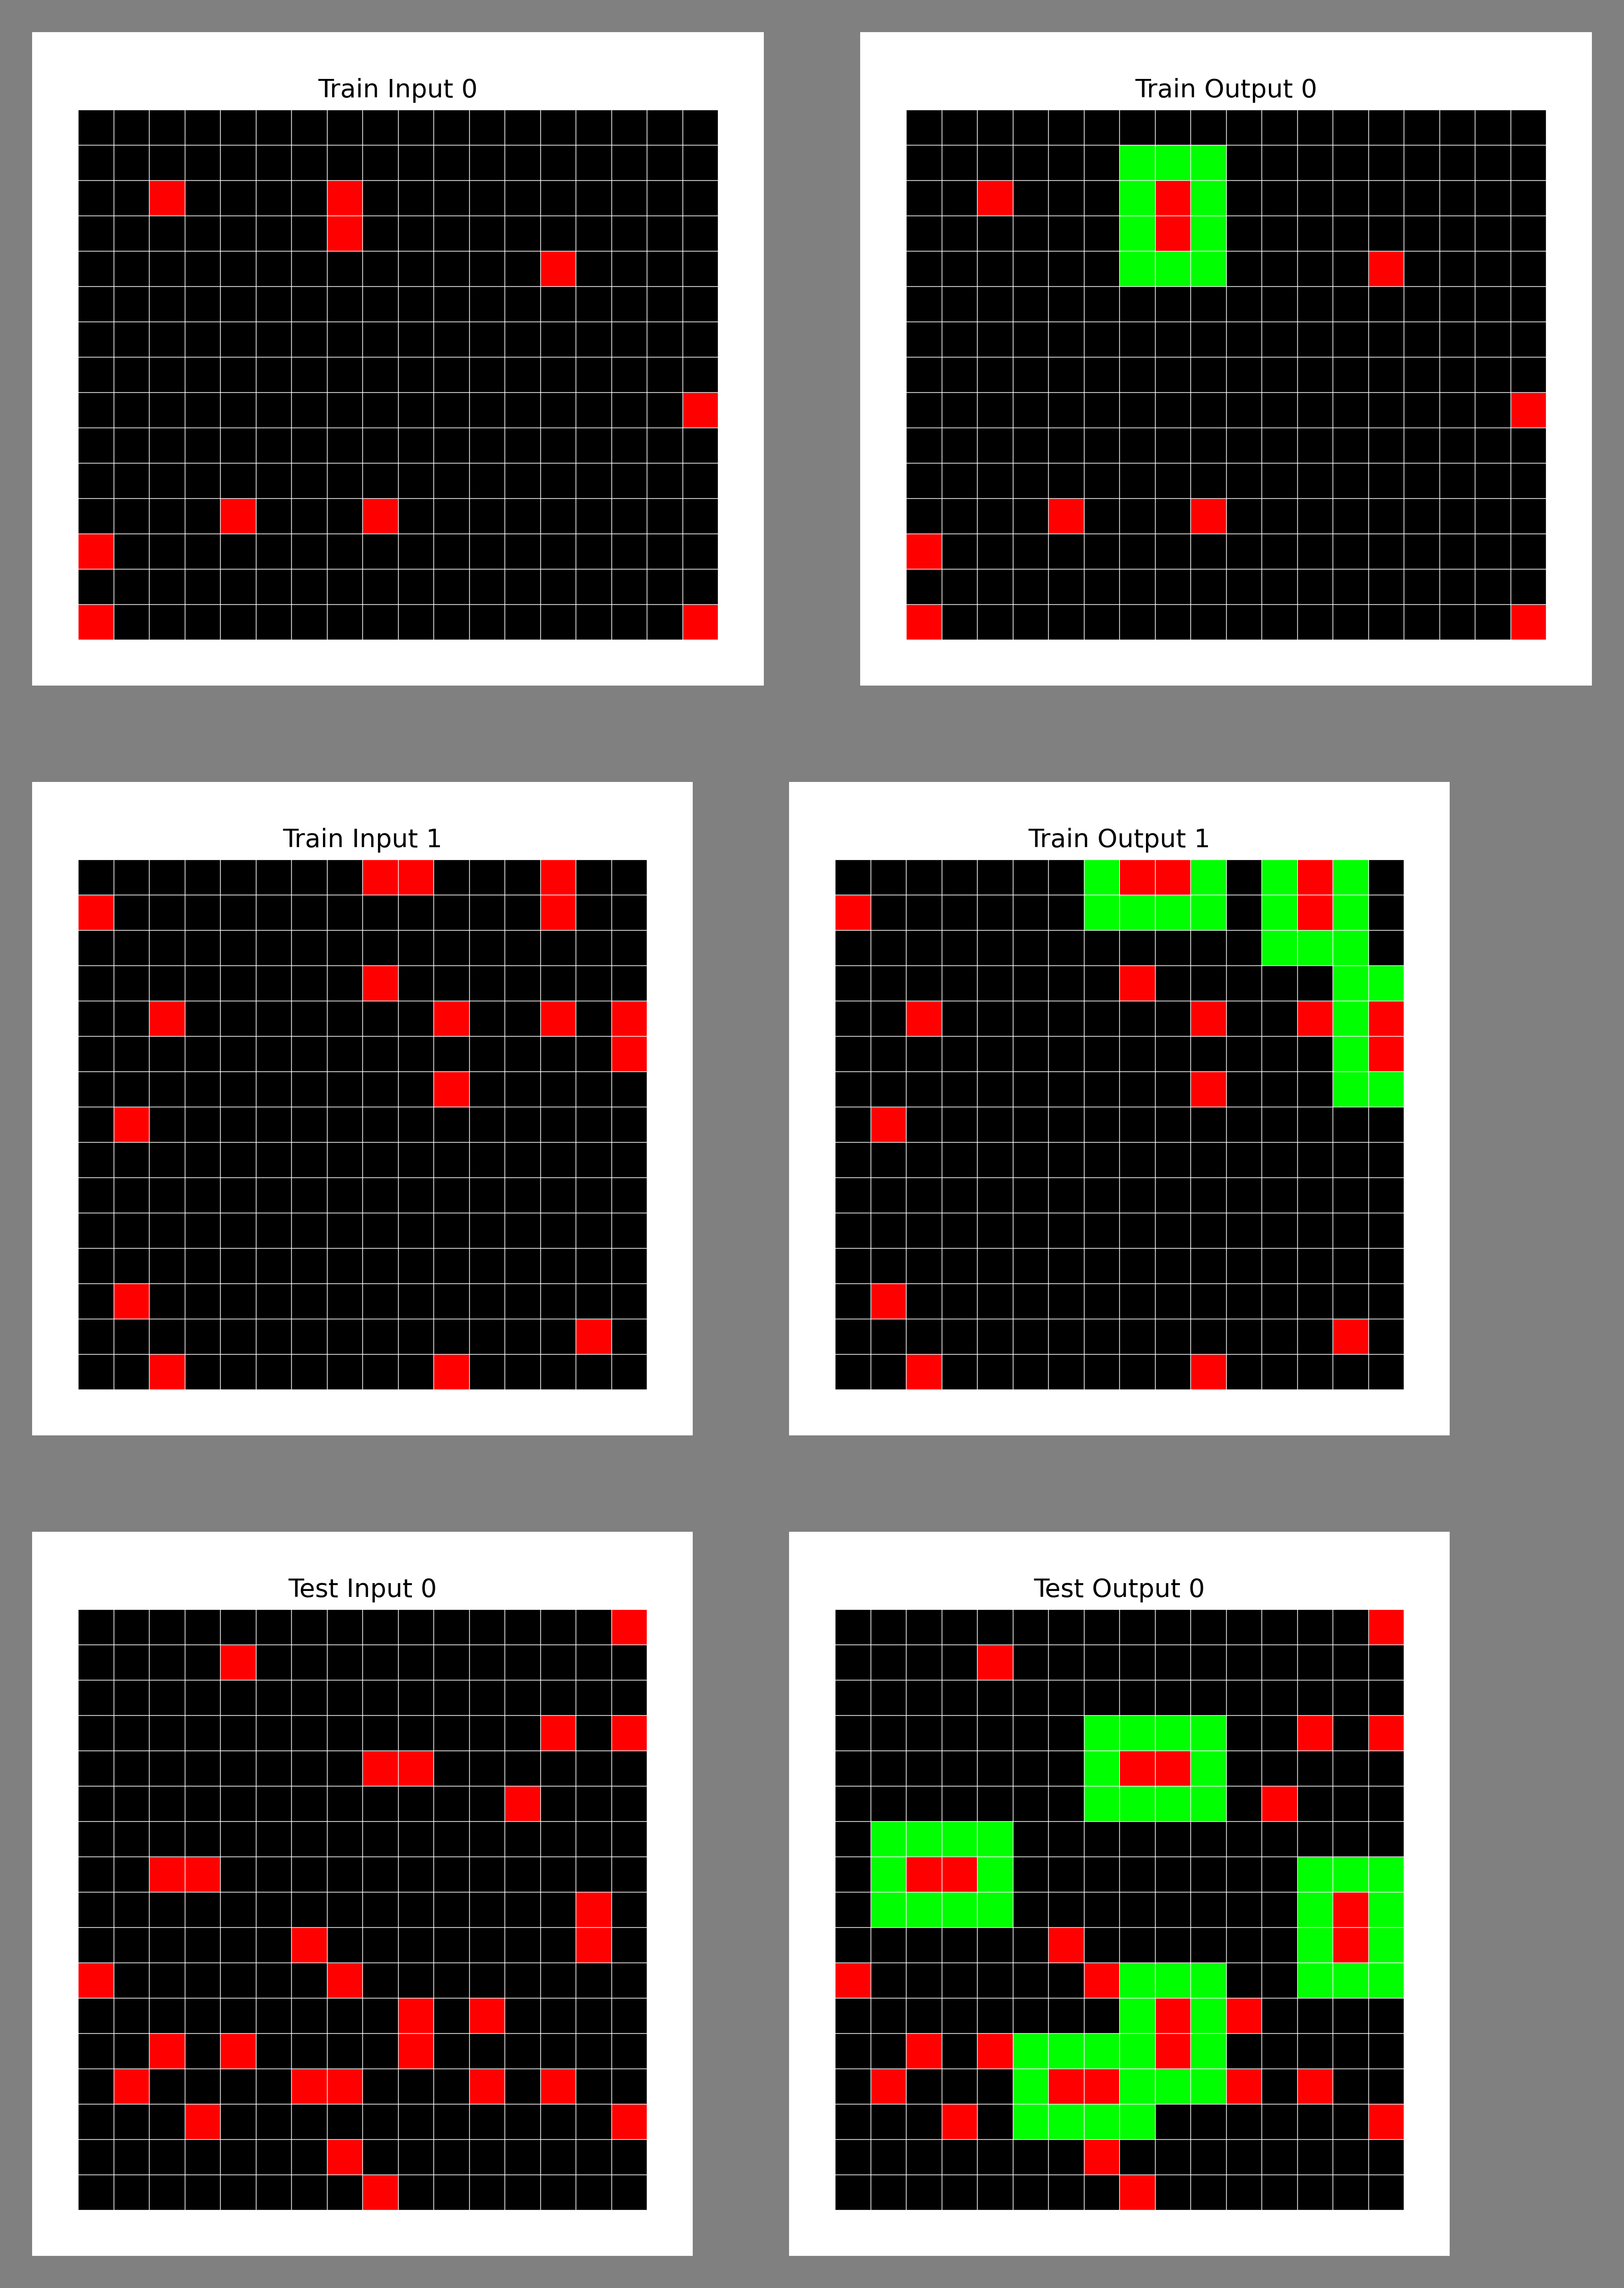 Train Input 0
Train Output 0
Train Input 1
Train Output 1
Test Input 0
Test Output 0